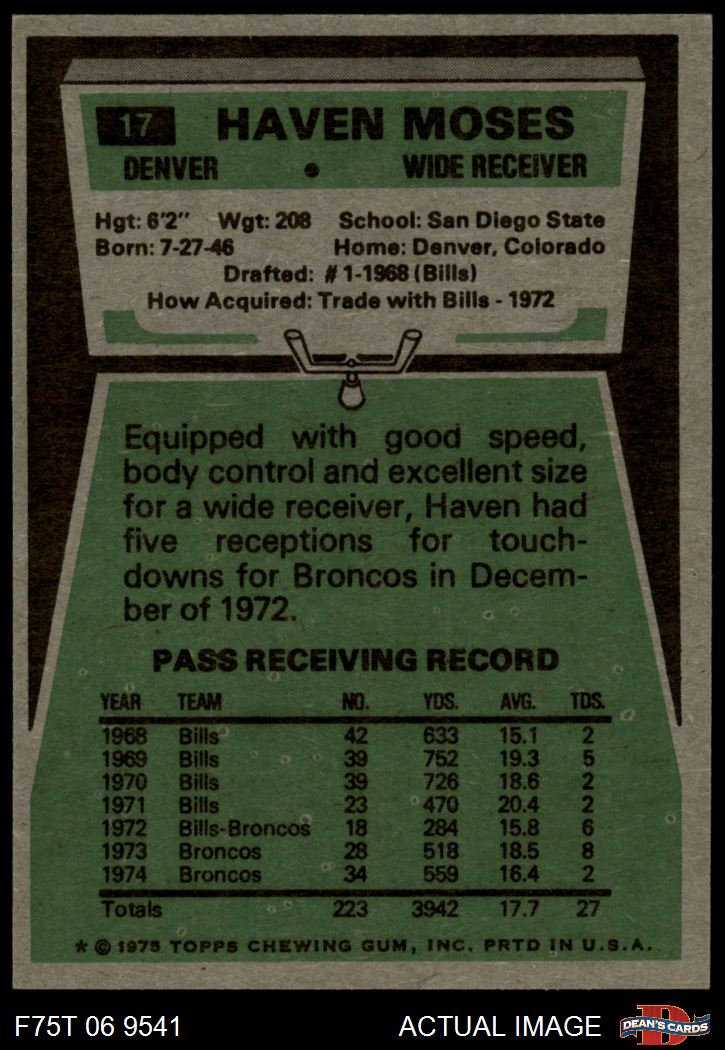 17 HAVEN MOSES
DENVER • WIDE RECEIVER
Hgt: 6'2" Wgt: 208 School: San Diego State
Born: 7-27-46 Home: Denver, Colorado
Drafted: #1-1968 (Bills)
How Acquired: Trade with Bills - 1972
Equipped with good speed,
body control and excellent size
for a wide receiver, Haven had
five receptions for touch-
downs for Broncos in Decem-
ber of 1972.
PASS RECEIVING RECORD
YEAR TEAM NO. YDS. AVG. TDS.
1968 Bills 42 633 15.1 2
1969 Bills 39 752 19.3 5
1970 Bills 39 726 18.6 2
1971 Bills 23 470 20.4 2
1972 Bills-Broncos 18 284 15.8 6
1973 Broncos 28 518 18.5 8
1974 Broncos 34 559 16.4 2
Totals 223 3942 17.7 27
* © 1975 TOPPS CHEWING GUM, INC. PRTD IN U.S.A.
F75T 06 9541 ACTUAL IMAGE D DEAN'S CARDS